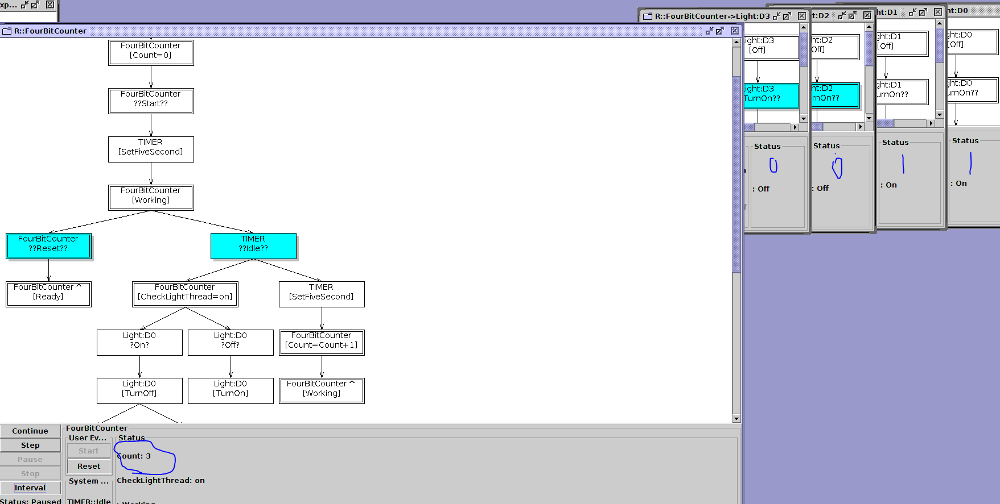 xp...
R::FourBitCounter
FourBitCounter
[Count=0]
FourBitCounter
??Start??
TIMER
[SetFiveSecond]
FourBitCounter
[Working]
FourBitCounter
??Reset??
TIMER
??Idle??
FourBitCounter ^
[Ready]
FourBitCounter
[CheckLightThread=on]
TIMER
[SetFiveSecond]
Light:D0
?On?
Light:D0
?Off?
FourBitCounter
[Count=Count+1]
Light:D0
[TurnOff]
Light:D0
[TurnOn]
FourBitCounter ^
[Working]
Continue
Step
Pause
Stop
Interval
Status: Paused
FourBitCounter
User Ev...
Start
Reset
System ...
TIMER::Idle
Status
Count: 3
CheckLightThread: on
: Working
R::FourBitCounter->Light:D3
ight:D3
[Off]
ight:D3
TurnOn??
Status
0
: Off
t:D2
ht:D2
Off]
ht:D2
rnOn??
Status
0
: Off
ht:D1
ght:D1
[Off]
ght:D1
urnOn??
Status
1
: On
nt:D0
ght:D0
[Off]
ght:D0
urnOn??
Status
1
: On